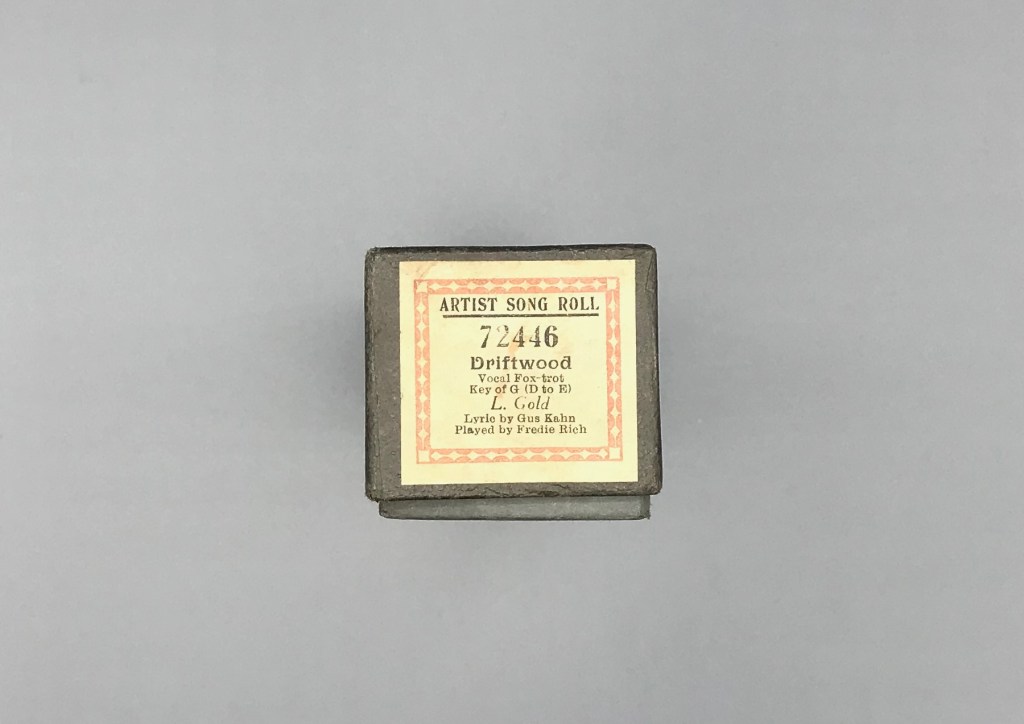 ARTIST SONG ROLL
72446
Driftwood
Vocal Fox-trot
Key of G (D to E)
L. Gold
Lyric by Gus Kahn
Played by Fredie Rich